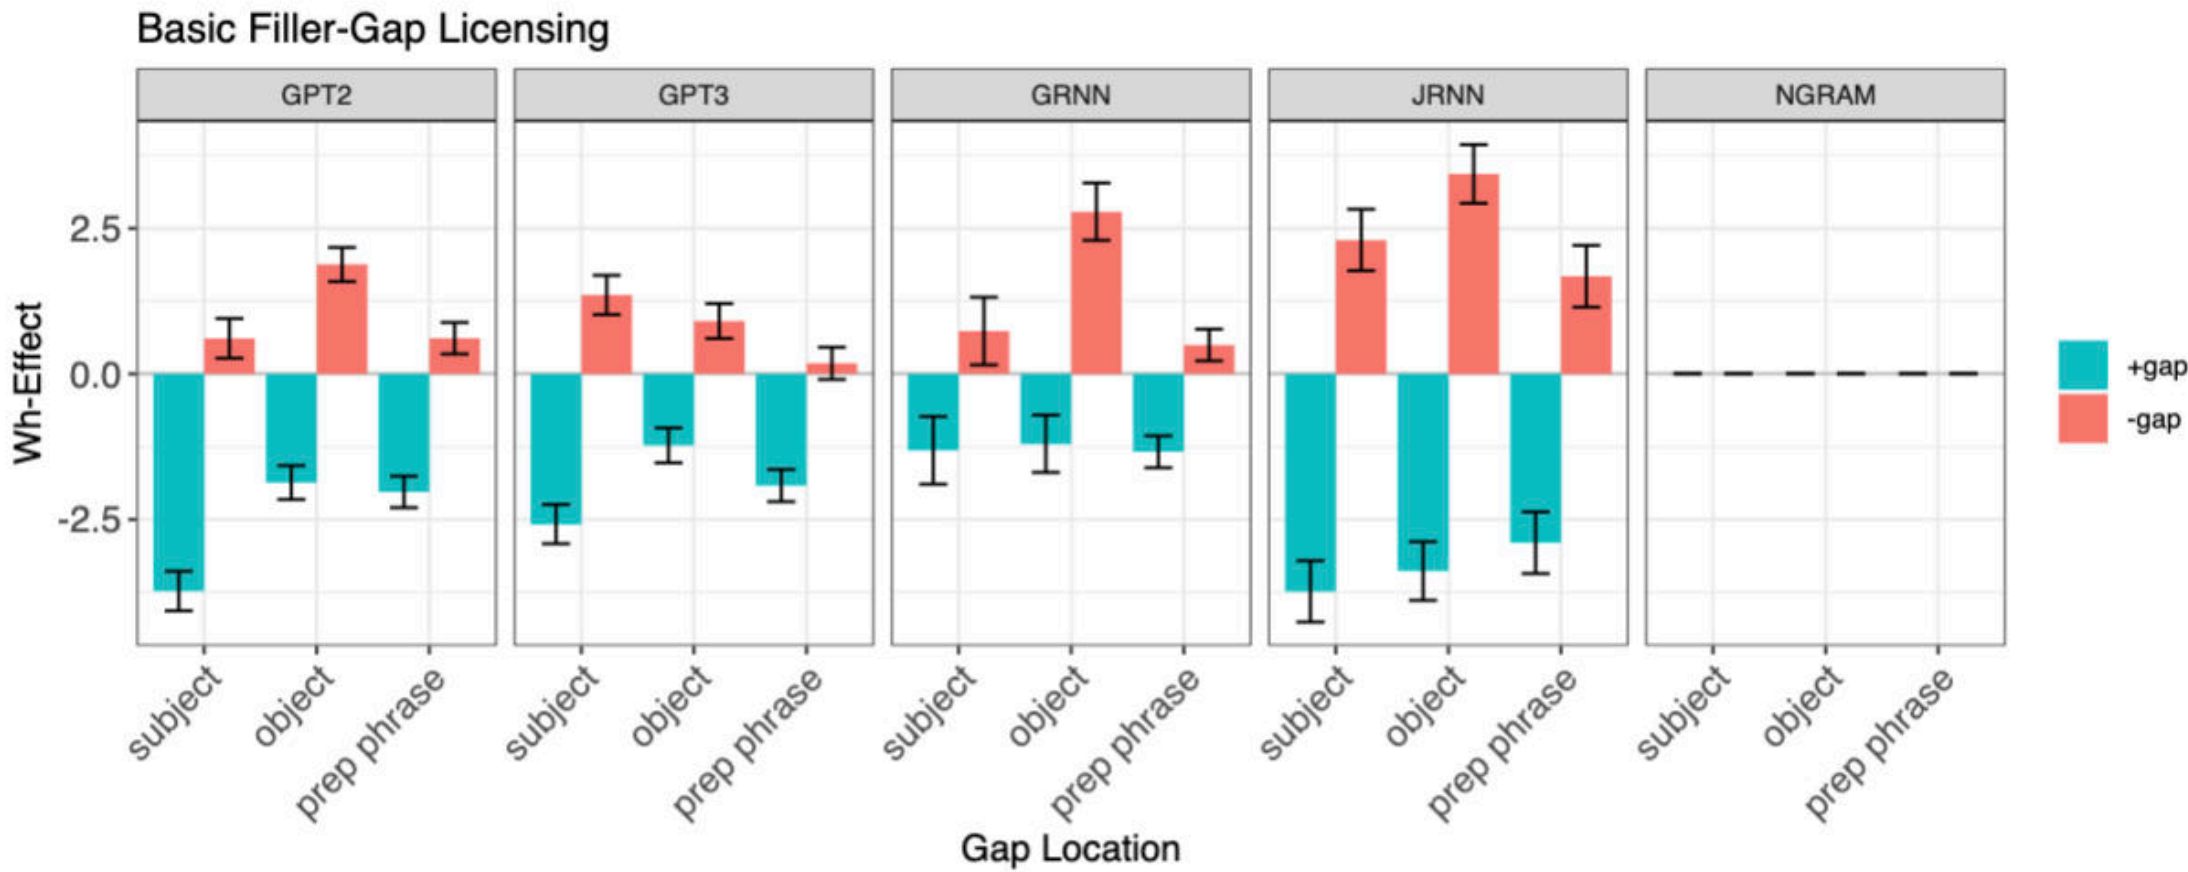 Basic Filler-Gap Licensing
GPT2 GPT3 GRNN JRNN NGRAM
2.5
0.0
-2.5
Wh-Effect
+gap
-gap
subject object prep phrase subject object prep phrase subject object prep phrase subject object prep phrase subject object prep phrase
Gap Location